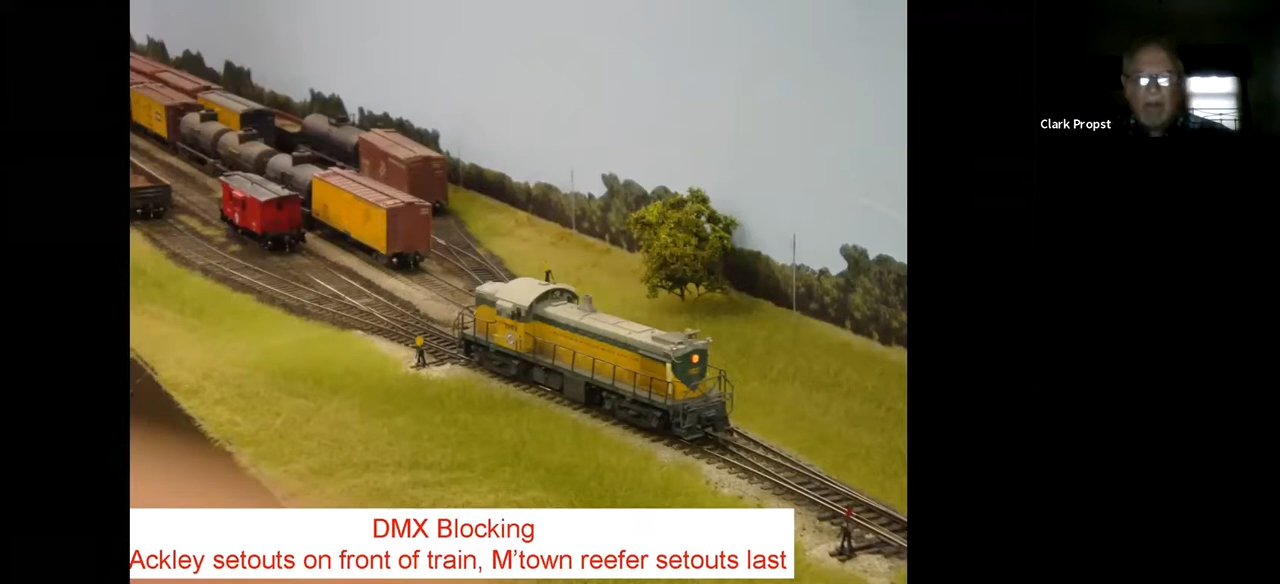 DMX Blocking
Ackley setouts on front of train, M'town reefer setouts last
Clark Propst